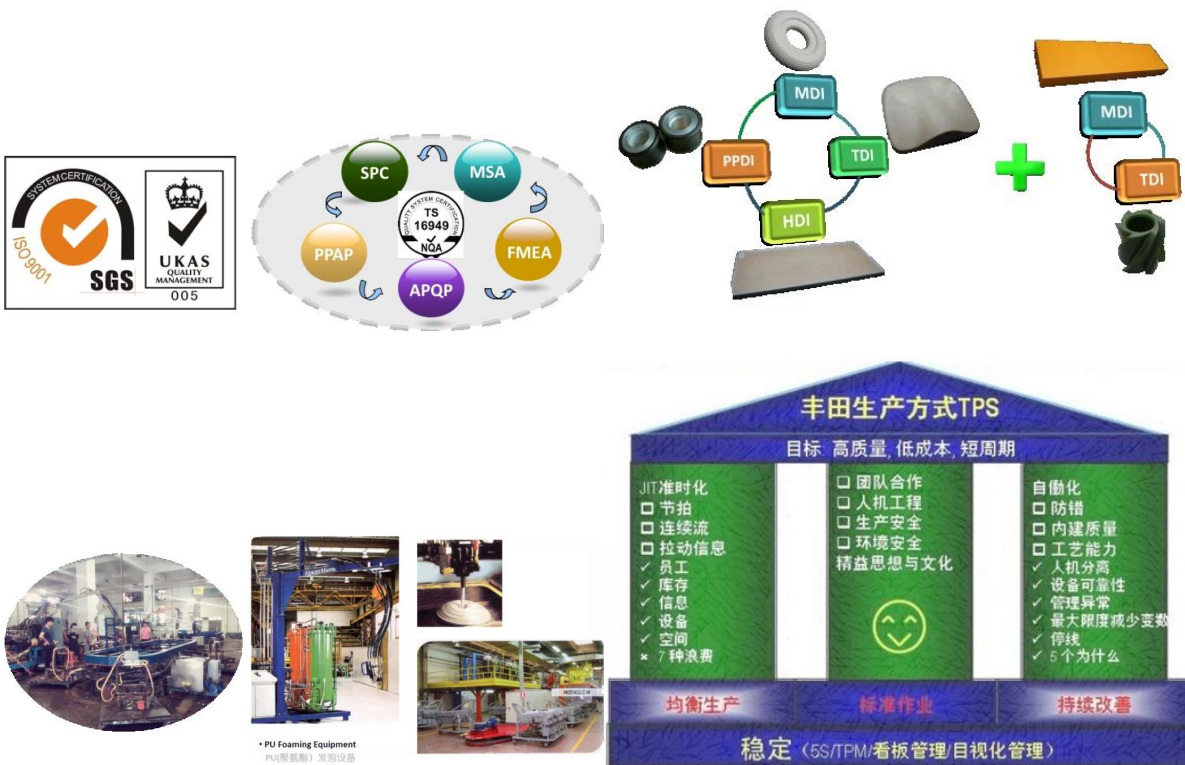 SYSTEM CERTIFICATION
ISO 9001
SGS
UKAS
QUALITY
MANAGEMENT
005
SPC
MSA
PPAP
FMEA
APQP
QUALITY SYSTEM CERTIFICATION
TS
16949
NQA
MDI
PPDI
TDI
HDI
MDI
TDI
• PU Foaming Equipment
PU(聚氨酯）发泡设备
丰田生产方式TPS
目标: 高质量, 低成本, 短周期
JIT准时化
□ 节拍
□ 连续流
□ 拉动信息
✓ 员工
✓ 库存
✓ 信息
✓ 设备
✓ 空间
× 7 种浪费
❑ 团队合作
❑ 人机工程
❑ 生产安全
❑ 环境安全
精益思想与文化
自働化
□ 防错
□ 内建质量
□ 工艺能力
✓ 人机分离
✓ 设备可靠性
✓ 管理异常
✓ 最大限度减少变数
✓ 停线
✓ 5 个为什么
均衡生产
标准作业
持续改善
稳定（5S/TPM/看板管理/目视化管理）